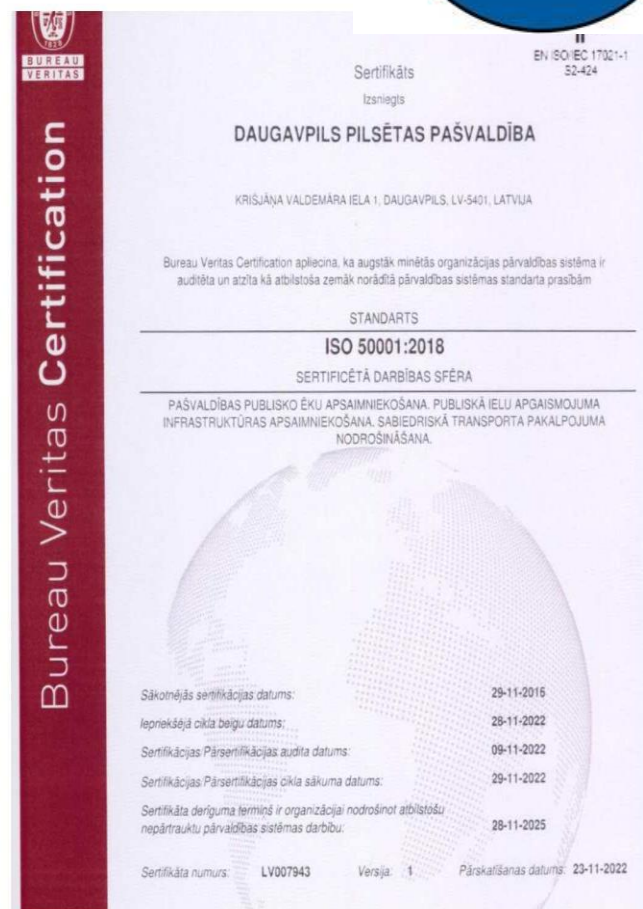 1828
BUREAU
VERITAS
Bureau Veritas Certification
EN ISO/IEC 17021-1
S2-424
Sertifikāts
Izsniegts
DAUGAVPILS PILSĒTAS PAŠVALDĪBA
KRIŠJĀŅA VALDEMĀRA IELA 1, DAUGAVPILS, LV-5401, LATVIJA
Bureau Veritas Certification apliecina, ka augstāk minētās organizācijas pārvaldības sistēma ir
auditēta un atzīta kā atbilstoša zemāk norādītā pārvaldības sistēmas standarta prasībām
STANDARTS
ISO 50001:2018
SERTIFICĒTĀ DARBĪBAS SFĒRA
PAŠVALDĪBAS PUBLISKO ĒKU APSAIMNIEKOŠANA. PUBLISKĀ IELU APGAISMOJUMA
INFRASTRUKTŪRAS APSAIMNIEKOŠANA. SABIEDRISKĀ TRANSPORTA PAKALPOJUMA
NODROŠINĀŠANA.
Sākotnējās sertifikācijas datums: 29-11-2016
Iepriekšējā cikla beigu datums: 28-11-2022
Sertifikācijas/Pārsertifikācijas audita datums: 09-11-2022
Sertifikācijas/Pārsertifikācijas cikla sākuma datums: 29-11-2022
Sertifikāta derīguma termiņš ir organizācijai nodrošinot atbilstošu
nepārtrauktu pārvaldības sistēmas darbību: 28-11-2025
Sertifikāta numurs: LV007943 Versija: 1 Pārskatīšanas datums: 23-11-2022